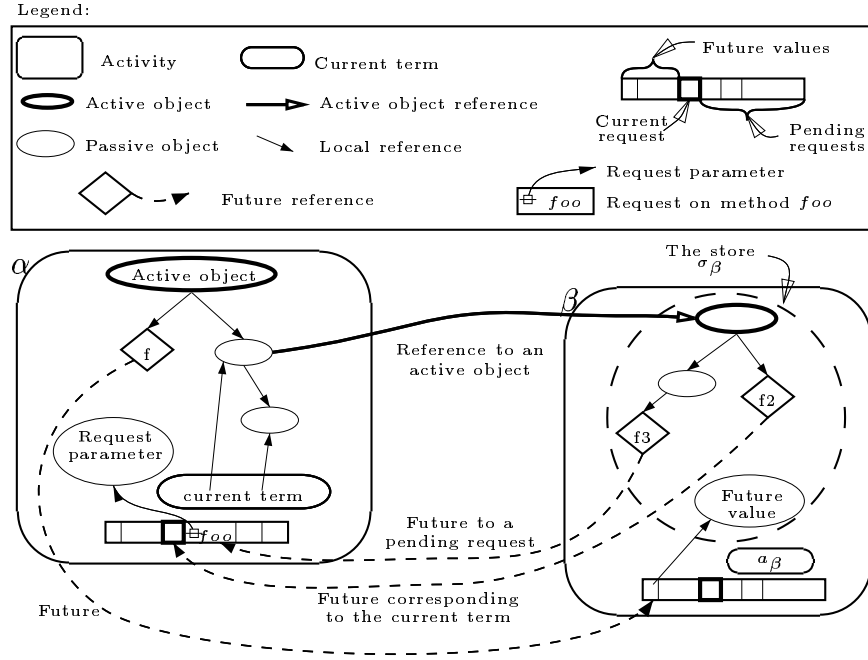 Legend:
Activity
Current term
Future values
Active object
Active object reference
Current
request
Pending
requests
Passive object
Local reference
Request parameter
Future reference
foo
Request on method foo
α
Active object
The store
σβ
β
f
Reference to an
active object
f2
f3
Request
parameter
current term
Future
value
foo
Future to a
pending request
aβ
Future
Future corresponding
to the current term